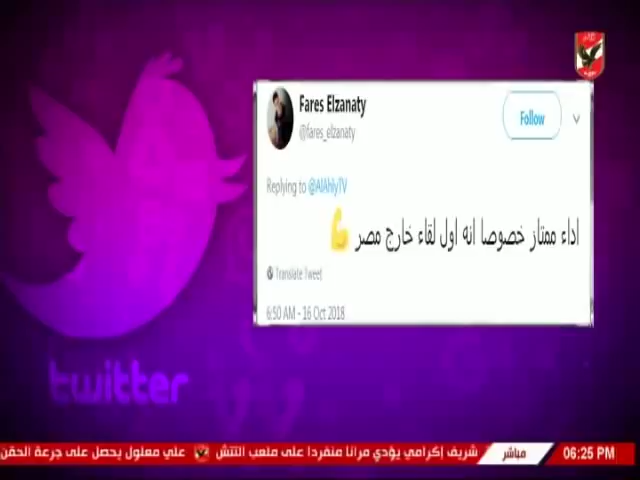 Fares Elzanaty
@fares_elzanaty
Follow
Replying to @AlAhlyTV
اداء ممتاز خصوصا انه اول لقاء خارج مصر
Translate Tweet
6:50 AM - 16 Oct 2018
twitter
06:25 PM
مباشر
شريف إكرامي يؤدي مرانا منفردا على ملعب التتش
علي معلول يحصل على جرعة الحقن